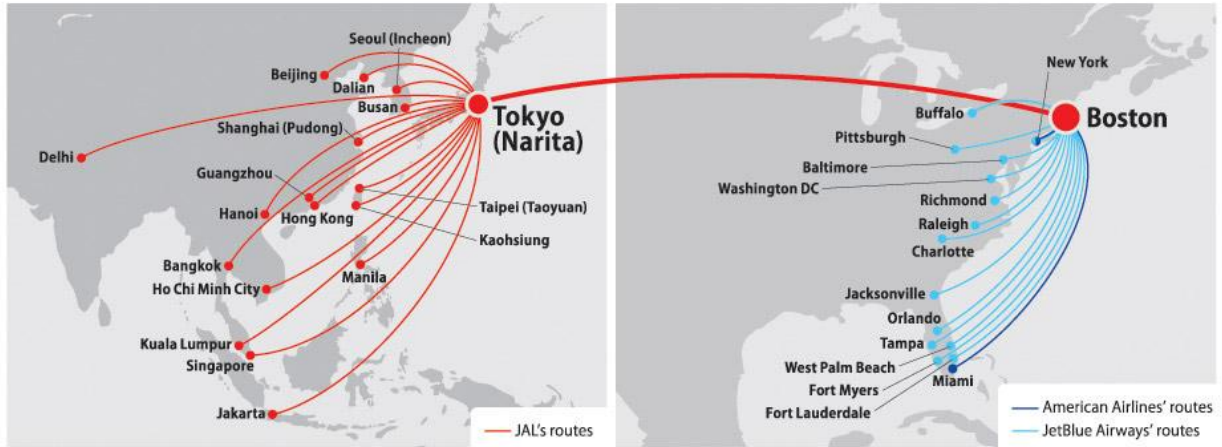 Seoul (Incheon)
Beijing
Dalian
Busan
Tokyo
(Narita)
Shanghai (Pudong)
Delhi
Guangzhou
Hanoi
Hong Kong
Taipei (Taoyuan)
Kaohsiung
Bangkok
Manila
Ho Chi Minh City
Kuala Lumpur
Singapore
Jakarta
JAL's routes
New York
Buffalo
Boston
Pittsburgh
Baltimore
Washington DC
Richmond
Raleigh
Charlotte
Jacksonville
Orlando
Tampa
West Palm Beach
Miami
Fort Myers
Fort Lauderdale
American Airlines' routes
JetBlue Airways' routes